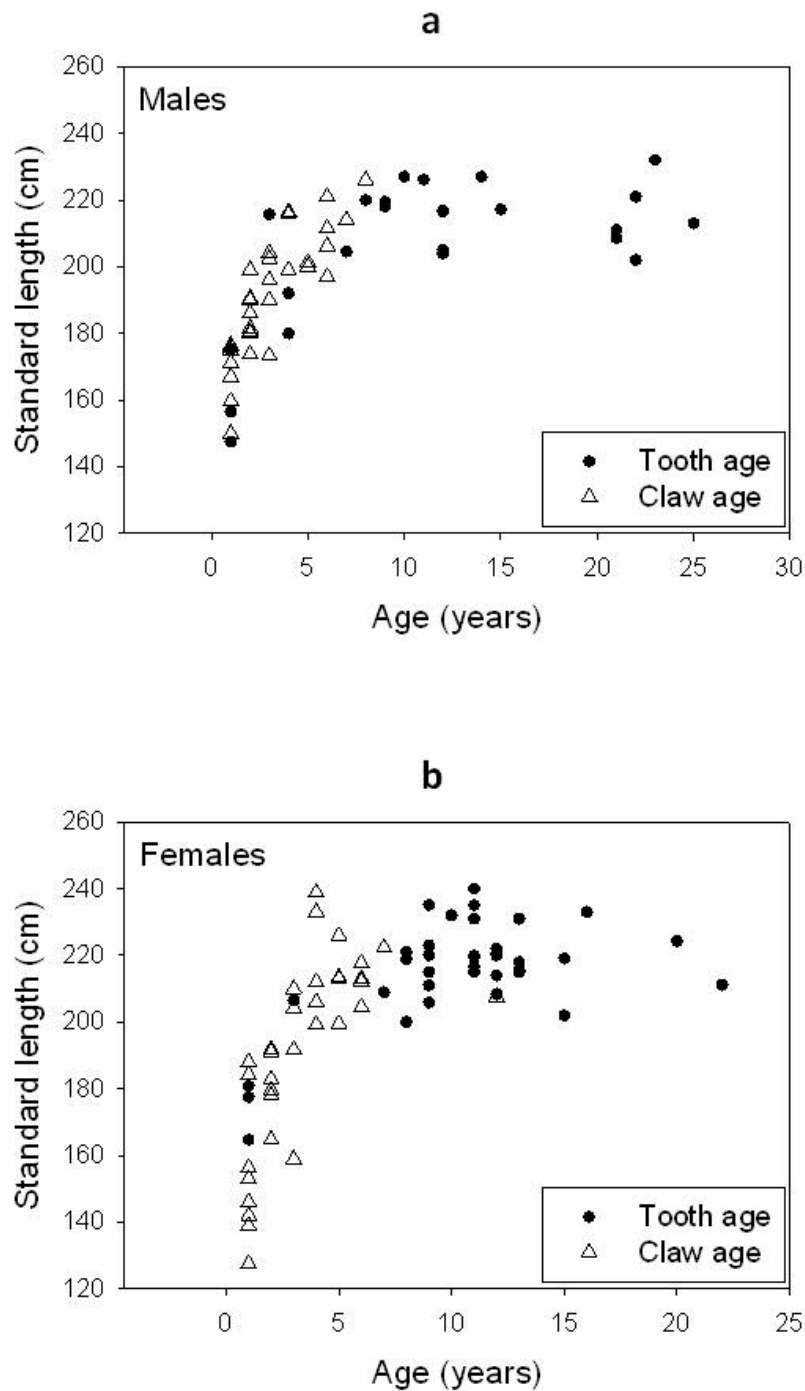 a
260
240
220
200
180
160
140
120
Standard length (cm)
Males
Tooth age
Claw age
0 5 10 15 20 25 30
Age (years)
b
260
240
220
200
180
160
140
120
Standard length (cm)
Females
Tooth age
Claw age
0 5 10 15 20 25
Age (years)